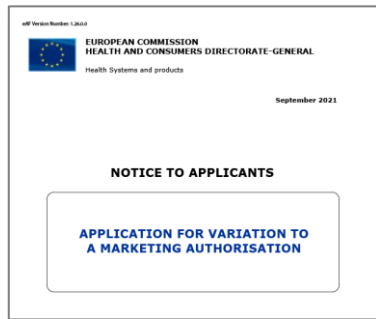 eAF Version Number 1.26.0.0
EUROPEAN COMMISSION
HEALTH AND CONSUMERS DIRECTORATE-GENERAL
Health Systems and products
September 2021
NOTICE TO APPLICANTS
APPLICATION FOR VARIATION TO
A MARKETING AUTHORISATION